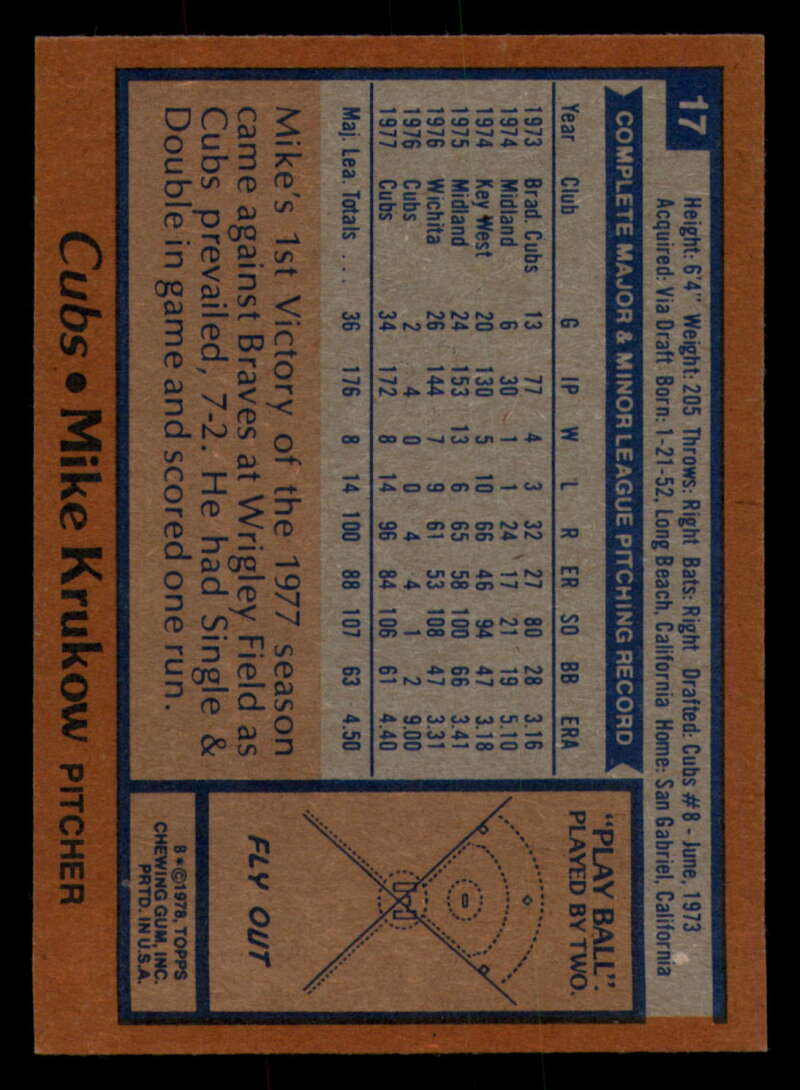 17
Height: 6'4" Weight: 205 Throws: Right Bats: Right Drafted: Cubs #8 - June, 1973
Acquired: Via Draft Born: 1-21-52, Long Beach, California Home: San Gabriel, California
COMPLETE MAJOR & MINOR LEAGUE PITCHING RECORD
Year Club G IP W L R ER SO BB ERA
1973 Brad. Cubs 13 77 4 3 32 27 80 28 3.16
1974 Midland 6 30 1 1 24 17 21 19 5.10
1974 Key West 20 130 5 10 66 46 94 47 3.18
1975 Midland 24 153 13 6 65 58 100 66 3.41
1976 Wichita 26 144 7 9 61 53 108 47 3.31
1976 Cubs 2 4 0 0 4 4 1 2 9.00
1977 Cubs 34 172 8 14 96 84 106 61 4.40
Maj. Lea. Totals . . . 36 176 8 14 100 88 107 63 4.50
Mike's 1st Victory of the 1977 season
came against Braves at Wrigley Field as
Cubs prevailed, 7-2. He had Single &
Double in game and scored one run.
"PLAY BALL"
PLAYED BY TWO.
FLY OUT
B * ©1978, TOPPS
CHEWING GUM, INC.
PRTD. IN U.S.A.
Cubs • Mike Krukow PITCHER